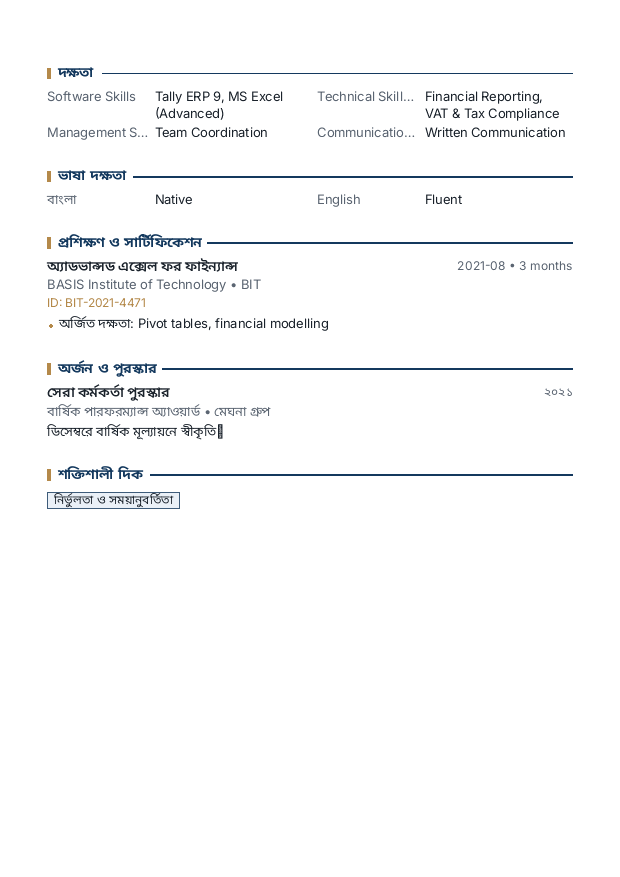 দক্ষতা
Software Skills Tally ERP 9, MS Excel Technical Skill... Financial Reporting,
(Advanced) VAT & Tax Compliance
Management S... Team Coordination Communicatio... Written Communication
ভাষা দক্ষতা
বাংলা Native English Fluent
প্রশিক্ষণ ও সার্টিফিকেশন
অ্যাডভান্সড এক্সেল ফর ফাইন্যান্স 2021-08 • 3 months
BASIS Institute of Technology • BIT
ID: BIT-2021-4471
• অর্জিত দক্ষতা: Pivot tables, financial modelling
অর্জন ও পুরস্কার
সেরা কর্মকর্তা পুরস্কার ২০২১
বার্ষিক পারফরম্যান্স অ্যাওয়ার্ড • মেঘনা গ্রুপ
ডিসেম্বরে বার্ষিক মূল্যায়নে স্বীকৃতি
শক্তিশালী দিক
নির্ভুলতা ও সময়ানুবর্তিতা